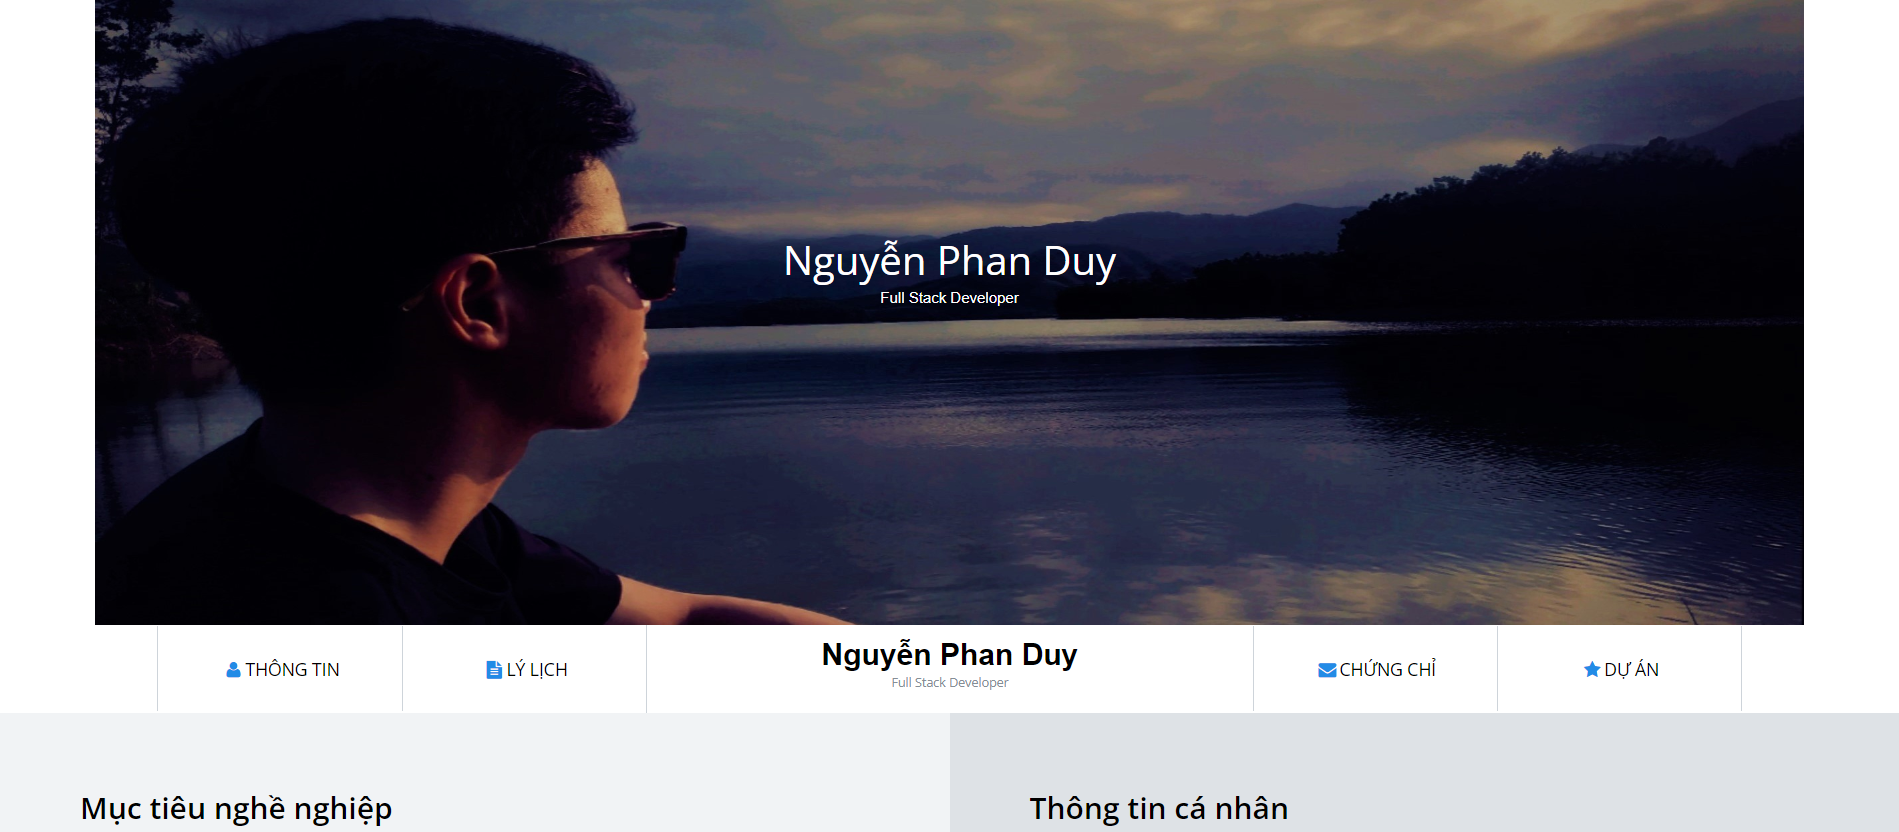 Nguyễn Phan Duy
Full Stack Developer
THÔNG TIN
LÝ LỊCH
Nguyễn Phan Duy
Full Stack Developer
CHỨNG CHỈ
DỰ ÁN
Mục tiêu nghề nghiệp
Thông tin cá nhân